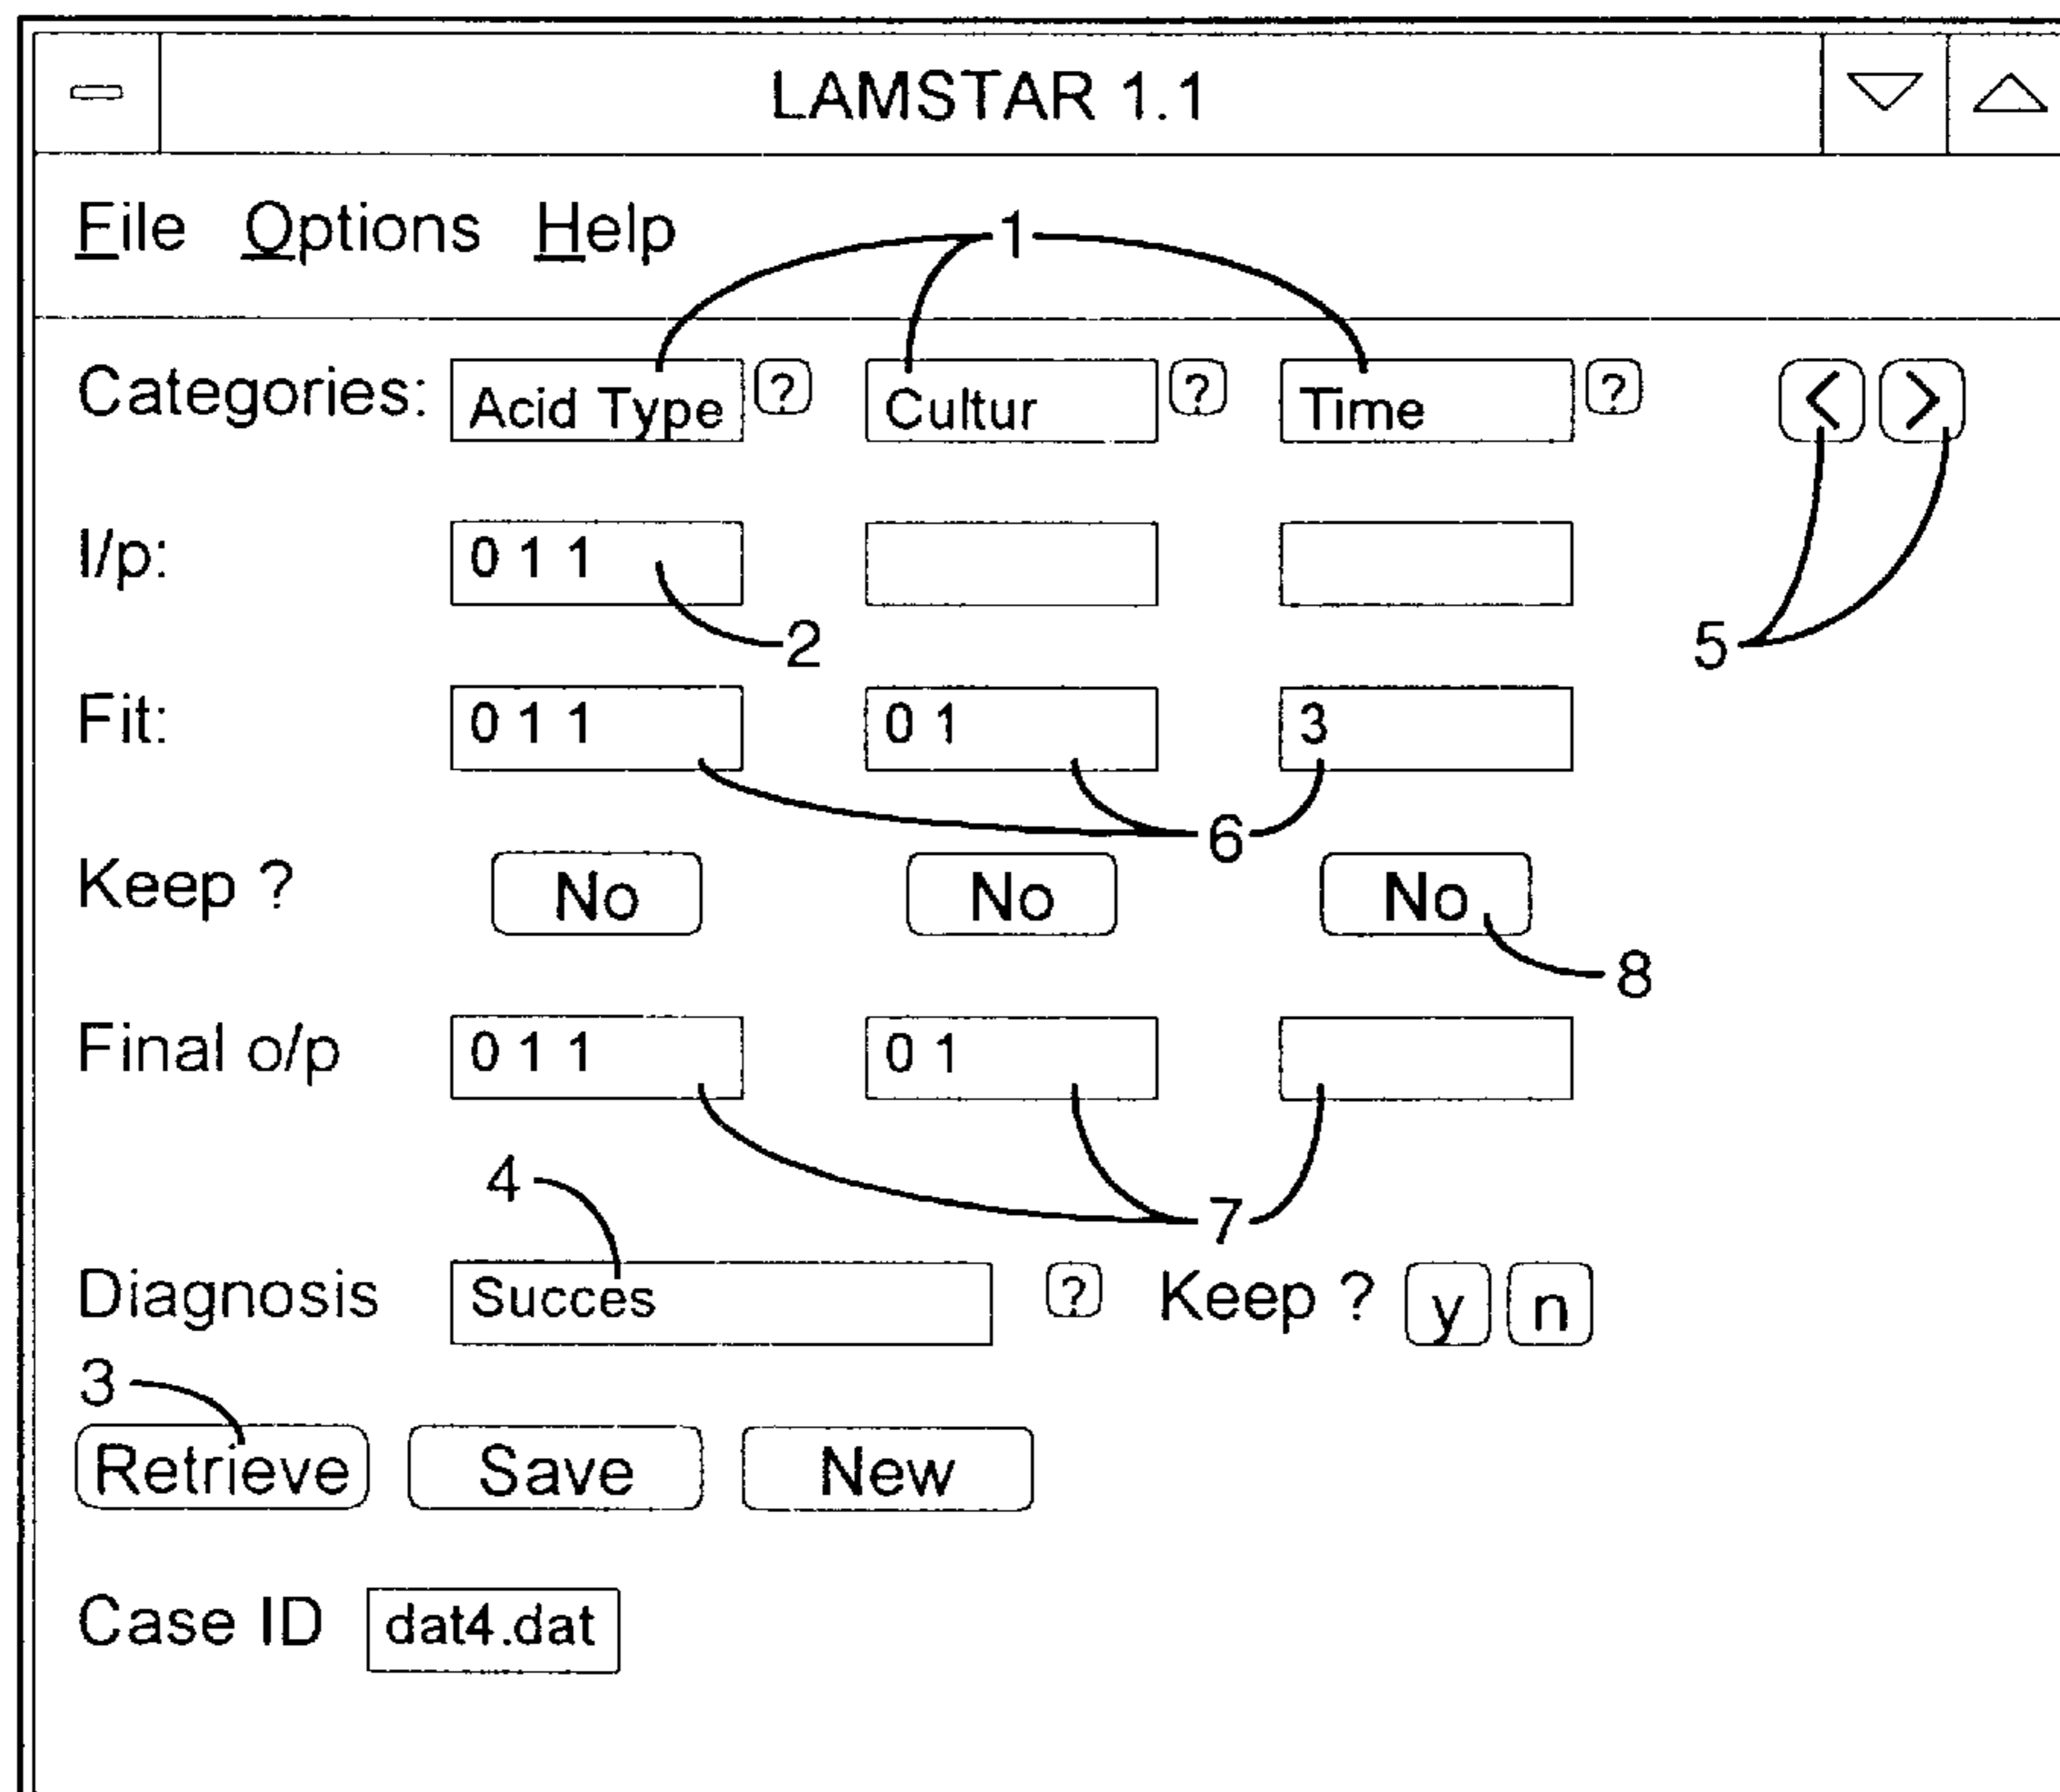 LAMSTAR 1.1
File Options Help 1
Categories: Acid Type ? Cultur ? Time ? < >
I/p: 0 1 1
2 5
Fit: 0 1 1 0 1 3
6
Keep ? No No No
8
Final o/p 0 1 1 0 1
4 7
Diagnosis Succes ? Keep ? y n
3
Retrieve Save New
Case ID dat4.dat